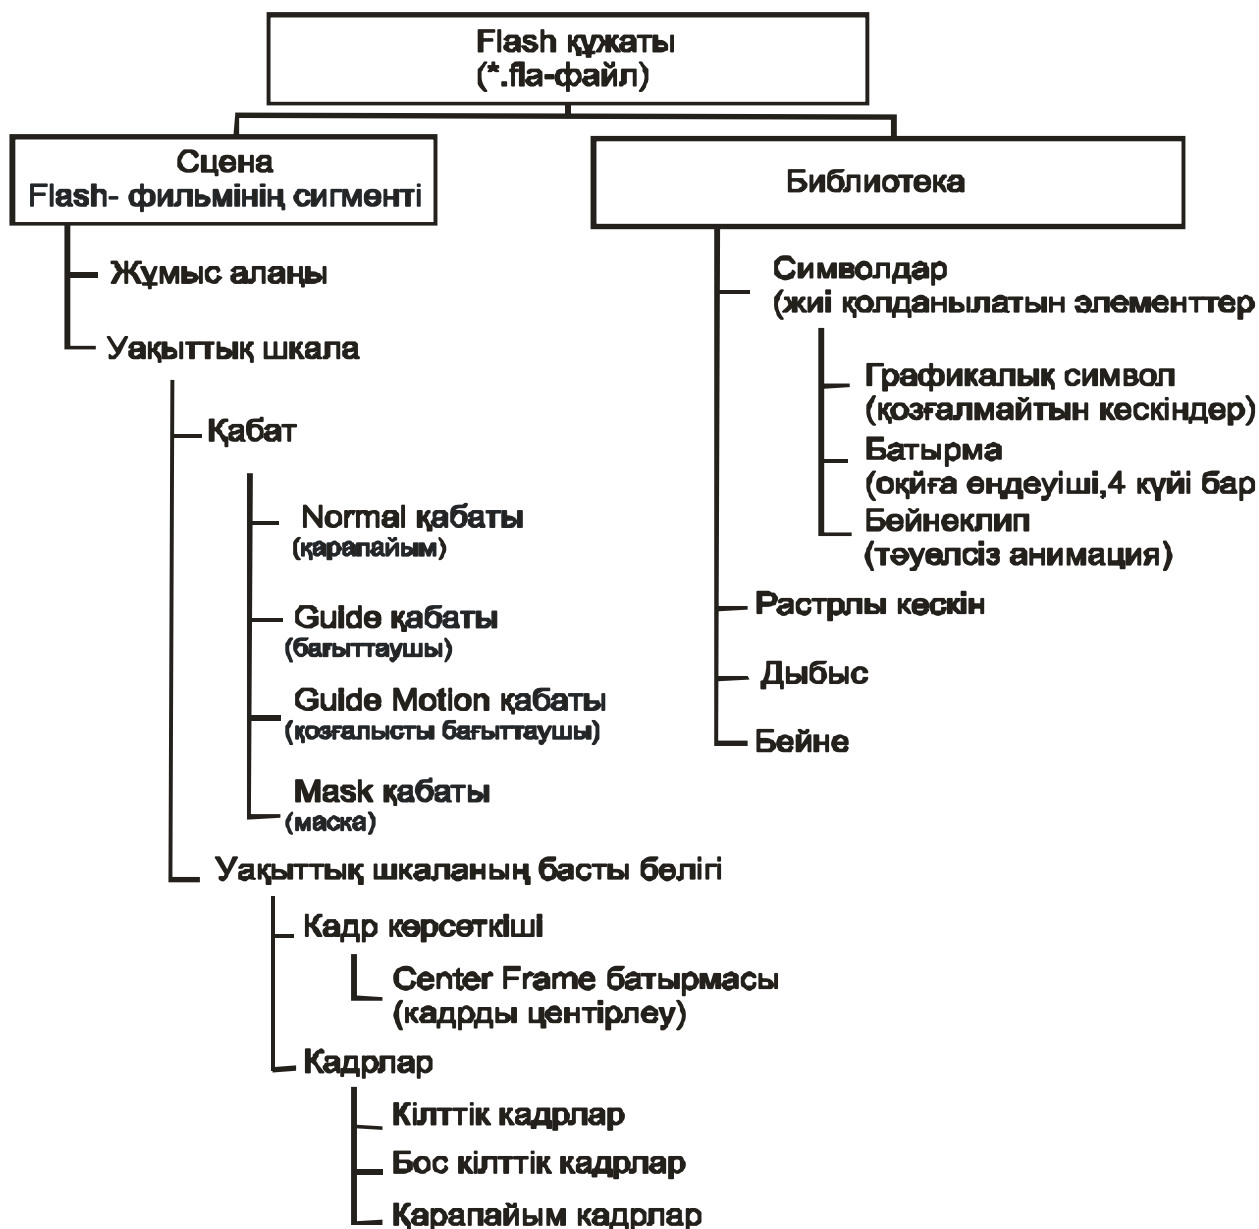 Flash құжаты
(*.fla-файл)
Сцена
Flash- фильмінің сигменті
Жұмыс алаңы
Уақыттық шкала
Қабат
Normal қабаты
(қарапайым)
Guide қабаты
(бағыттаушы)
Guide Motion қабаты
(қозғалысты бағыттаушы)
Mask қабаты
(маска)
Уақыттық шкаланың басты бөлігі
Кадр көрсеткіші
Center Frame батырмасы
(кадрды центірлеу)
Кадрлар
Кілттік кадрлар
Бос кілттік кадрлар
Қарапайым кадрлар
Библиотека
Символдар
(жиі қолданылатын элементтер
Графикалық символ
(қозғалмайтын кескіндер)
Батырма
(оқйға өңдеуіші,4 күйі бар
Бейнеклип
(тәуелсіз анимация)
Растрлы кескін
Дыбыс
Бейне